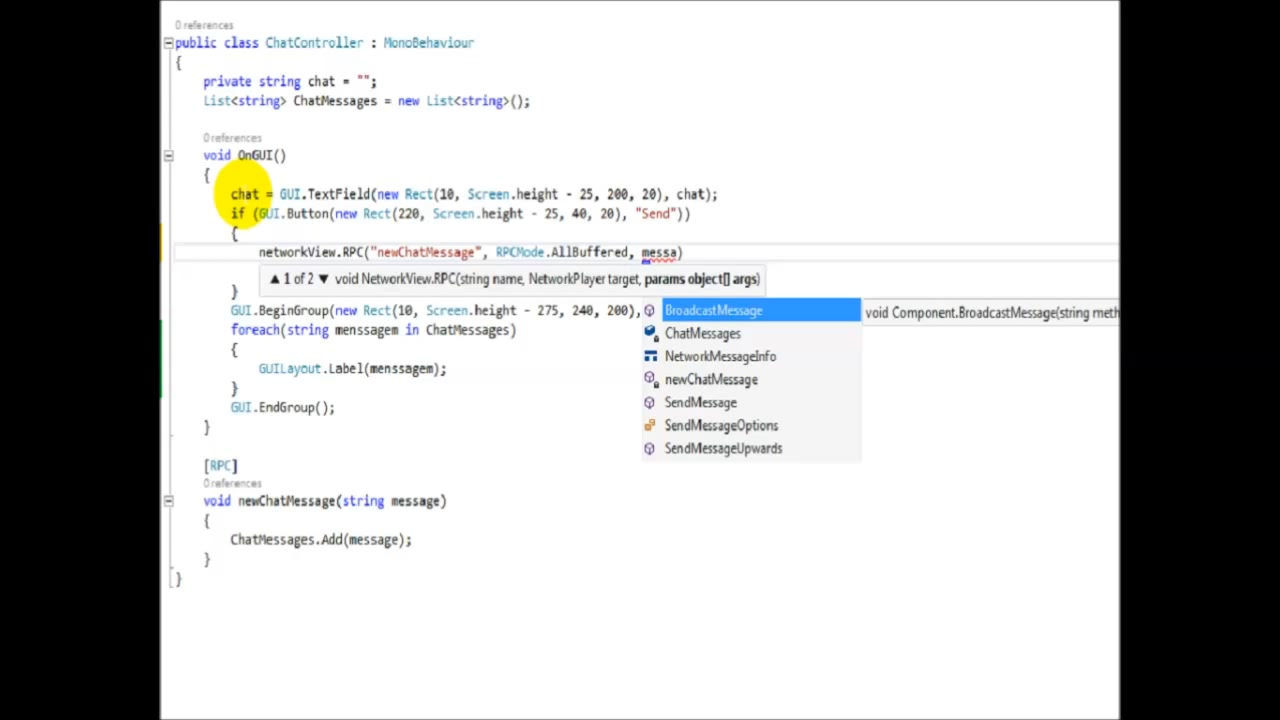 0 references
public class ChatController : MonoBehaviour
{
private string chat = "";
List<string> ChatMessages = new List<string>();
0 references
void OnGUI()
{
chat = GUI.TextField(new Rect(10, Screen.height - 25, 200, 20), chat);
if (GUI.Button(new Rect(220, Screen.height - 25, 40, 20), "Send"))
{
networkView.RPC("newChatMessage", RPCMode.AllBuffered, messa)
▲ 1 of 2 ▼ void NetworkView.RPC(string name, NetworkPlayer target, params object[] args)
}
GUI.BeginGroup(new Rect(10, Screen.height - 275, 240, 200),
BroadcastMessage
void Component.BroadcastMessage(string meth
foreach(string menssagem in ChatMessages)
ChatMessages
{
NetworkMessageInfo
GUILayout.Label(menssagem);
newChatMessage
}
SendMessage
GUI.EndGroup();
SendMessageOptions
}
SendMessageUpwards
[RPC]
0 references
void newChatMessage(string message)
{
ChatMessages.Add(message);
}
}